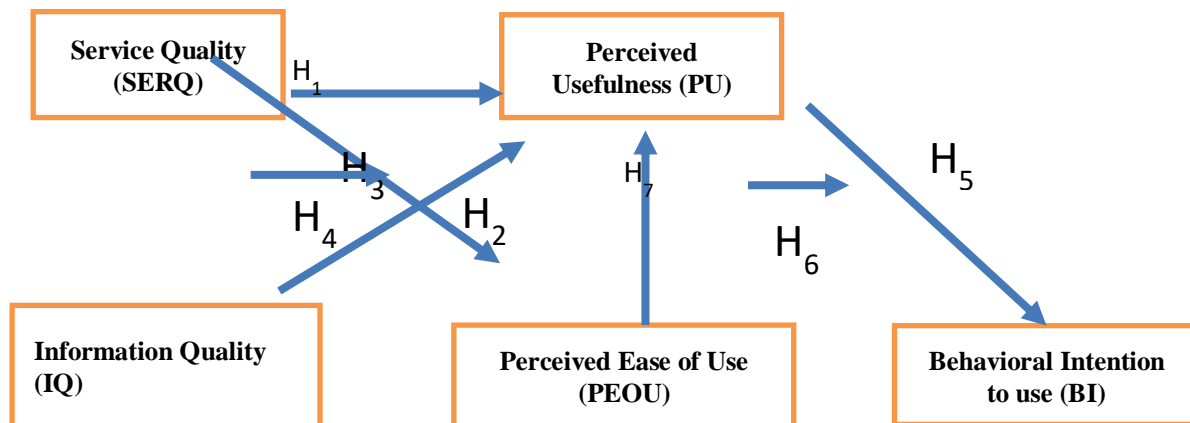 Service Quality
(SERQ)
H1
Perceived
Usefulness (PU)
H3
H7
H5
H4
H2
H6
Information Quality
(IQ)
Perceived Ease of Use
(PEOU)
Behavioral Intention
to use (BI)